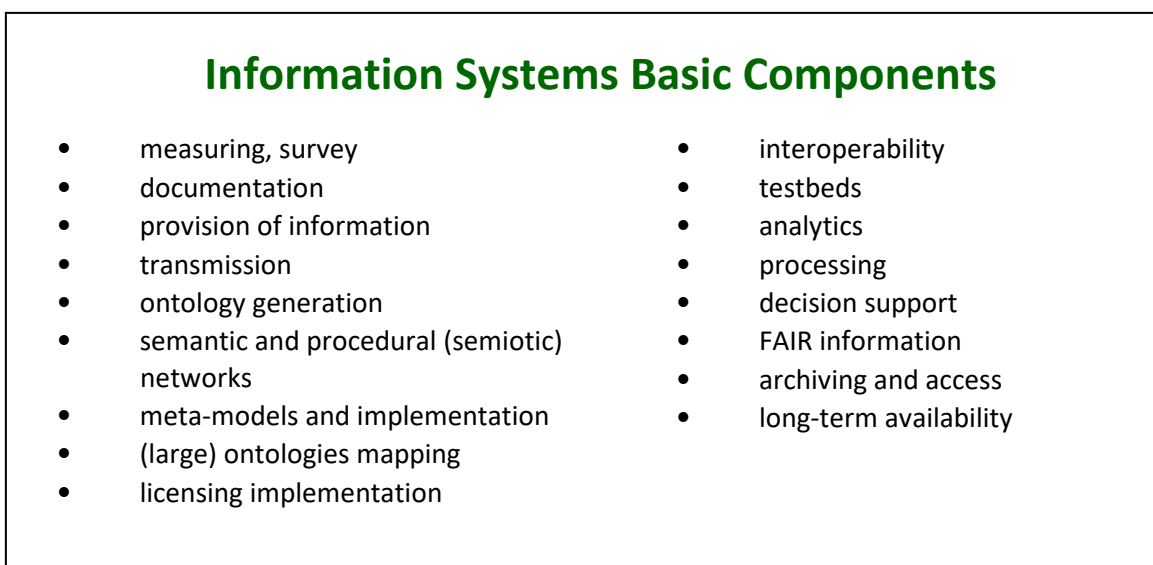 Information Systems Basic Components
• measuring, survey
• documentation
• provision of information
• transmission
• ontology generation
• semantic and procedural (semiotic)
networks
• meta-models and implementation
• (large) ontologies mapping
• licensing implementation
• interoperability
• testbeds
• analytics
• processing
• decision support
• FAIR information
• archiving and access
• long-term availability